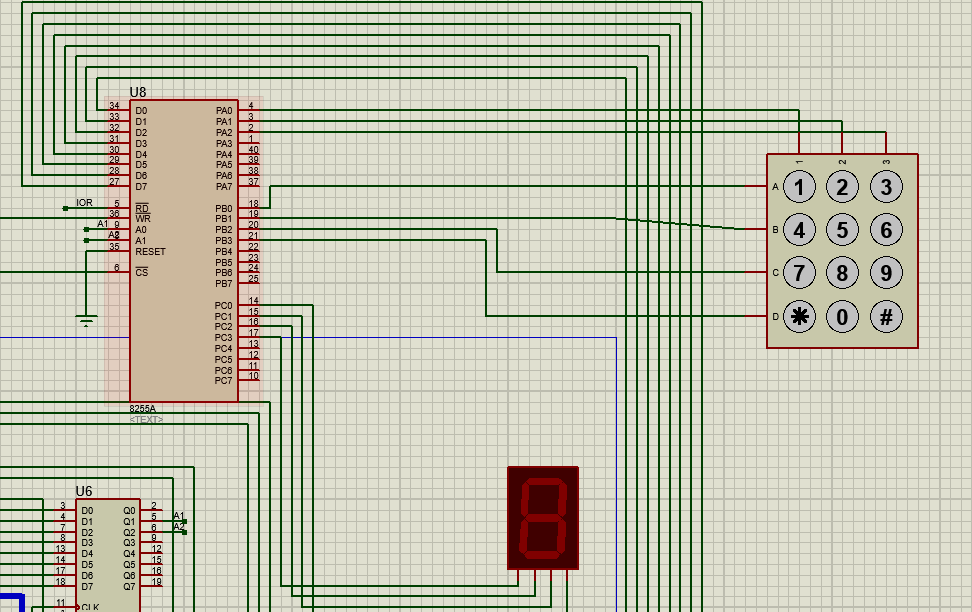 U8
34 D0 PA0 4
33 D1 PA1 3
32 D2 PA2 2
31 D3 PA3 1
30 D4 PA4 40
29 D5 PA5 39
28 D6 PA6 38
27 D7 PA7 37
IOR 5 RD PB0 18
36 WR PB1 19
A1 9 A0 PB2 20
A2 8 A1 PB3 21
35 RESET PB4 22
PB5 23
6 CS PB6 24
PB7 25
PC0 14
PC1 15
PC2 16
PC3 17
PC4 13
PC5 12
PC6 11
PC7 10
8255A
<TEXT>
1 2 3
A 1 2 3
B 4 5 6
C 7 8 9
D * 0 #
U6
3 D0 Q0 2
4 D1 Q1 5 A1
7 D2 Q2 6 A2
8 D3 Q3 9
13 D4 Q4 12
14 D5 Q5 15
17 D6 Q6 16
18 D7 Q7 19
11 CLK